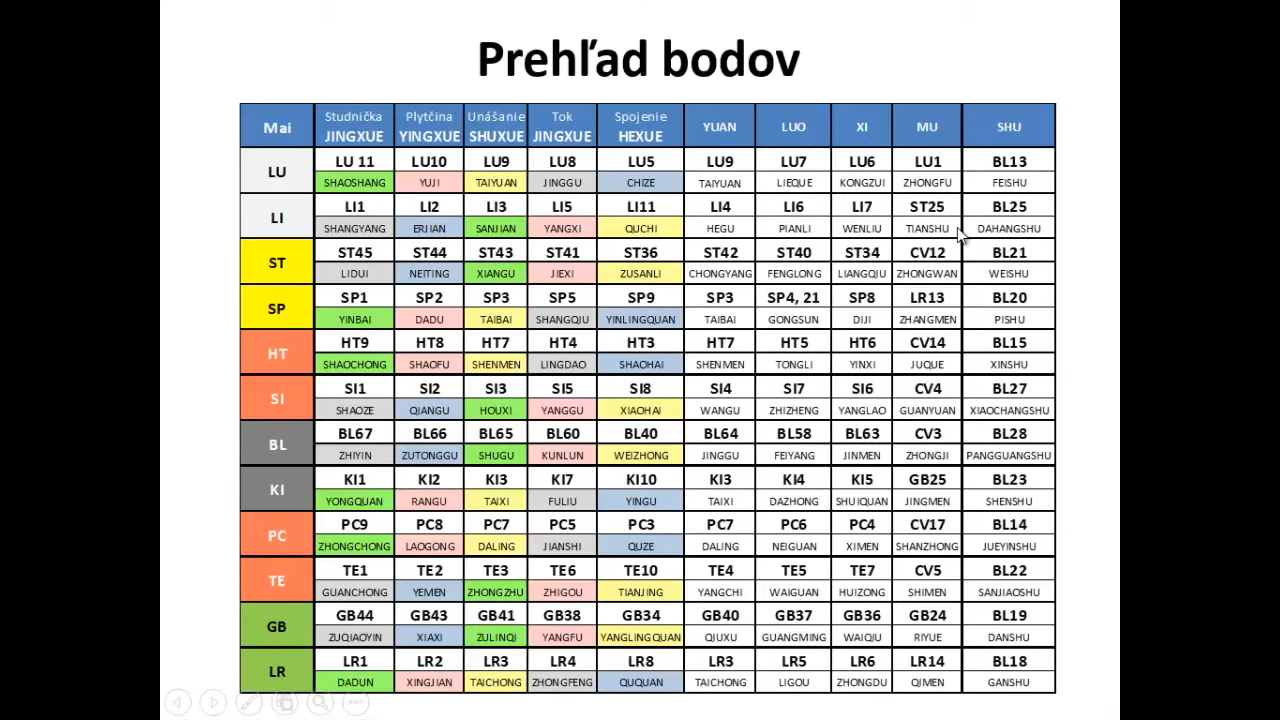 Prehľad bodov
Mai Studnička JINGXUE Plytčina YINGXUE Unášanie SHUXUE Tok JINGXUE Spojenie HEXUE YUAN LUO XI MU SHU
LU LU 11 LU10 LU9 LU8 LU5 LU9 LU7 LU6 LU1 BL13
SHAOSHANG YUJI TAIYUAN JINGGU CHIZE TAIYUAN LIEQUE KONGZUI ZHONGFU FEISHU
LI LI1 LI2 LI3 LI5 LI11 LI4 LI6 LI7 ST25 BL25
SHANGYANG ERJIAN SANJIAN YANGXI QUCHI HEGU PIANLI WENLIU TIANSHU DAHANGSHU
ST ST45 ST44 ST43 ST41 ST36 ST42 ST40 ST34 CV12 BL21
LIDUI NEITING XIANGU JIEXI ZUSANLI CHONGYANG FENGLONG LIANGQIU ZHONGWAN WEISHU
SP SP1 SP2 SP3 SP5 SP9 SP3 SP4, 21 SP8 LR13 BL20
YINBAI DADU TAIBAI SHANGQIU YINLINGQUAN TAIBAI GONGSUN DIJI ZHANGMEN PISHU
HT HT9 HT8 HT7 HT4 HT3 HT7 HT5 HT6 CV14 BL15
SHAOCHONG SHAOFU SHENMEN LINGDAO SHAOHAI SHENMEN TONGLI YINXI JUQUE XINSHU
SI SI1 SI2 SI3 SI5 SI8 SI4 SI7 SI6 CV4 BL27
SHAOZE QIANGU HOUXI YANGGU XIAOHAI WANGU ZHIZHENG YANGLAO GUANYUAN XIAOCHANGSHU
BL BL67 BL66 BL65 BL60 BL40 BL64 BL58 BL63 CV3 BL28
ZHIYIN ZUTONGGU SHUGU KUNLUN WEIZHONG JINGGU FEIYANG JINMEN ZHONGJI PANGGUANGSHU
KI KI1 KI2 KI3 KI7 KI10 KI3 KI4 KI5 GB25 BL23
YONGQUAN RANGU TAIXI FULIU YINGU TAIXI DAZHONG SHUIQUAN JINGMEN SHENSHU
PC PC9 PC8 PC7 PC5 PC3 PC7 PC6 PC4 CV17 BL14
ZHONGCHONG LAOGONG DALING JIANSHI QUZE DALING NEIGUAN XIMEN SHANZHONG JUEYINSHU
TE TE1 TE2 TE3 TE6 TE10 TE4 TE5 TE7 CV5 BL22
GUANCHONG YEMEN ZHONGZHU ZHIGOU TIANJING YANGCHI WAIGUAN HUIZONG SHIMEN SANJIAOSHU
GB GB44 GB43 GB41 GB38 GB34 GB40 GB37 GB36 GB24 BL19
ZUQIAOYIN XIAXI ZULINQI YANGFU YANGLINGQUAN QIUXU GUANGMING WAIQIU RIYUE DANSHU
LR LR1 LR2 LR3 LR4 LR8 LR3 LR5 LR6 LR14 BL18
DADUN XINGJIAN TAICHONG ZHONGFENG QUQUAN TAICHONG LIGOU ZHONGDU QIMEN GANSHU